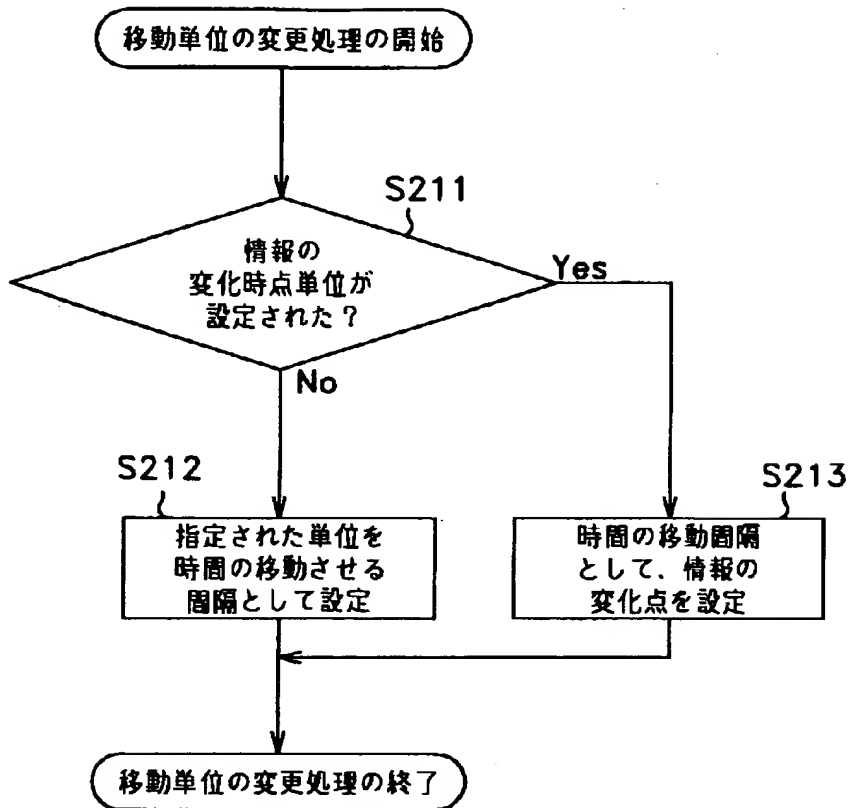 移動単位の変更処理の開始
S211
情報の
変化時点単位が
設定された?
Yes
No
S212
指定された単位を
時間の移動させる
間隔として設定
S213
時間の移動間隔
として、情報の
変化点を設定
移動単位の変更処理の終了